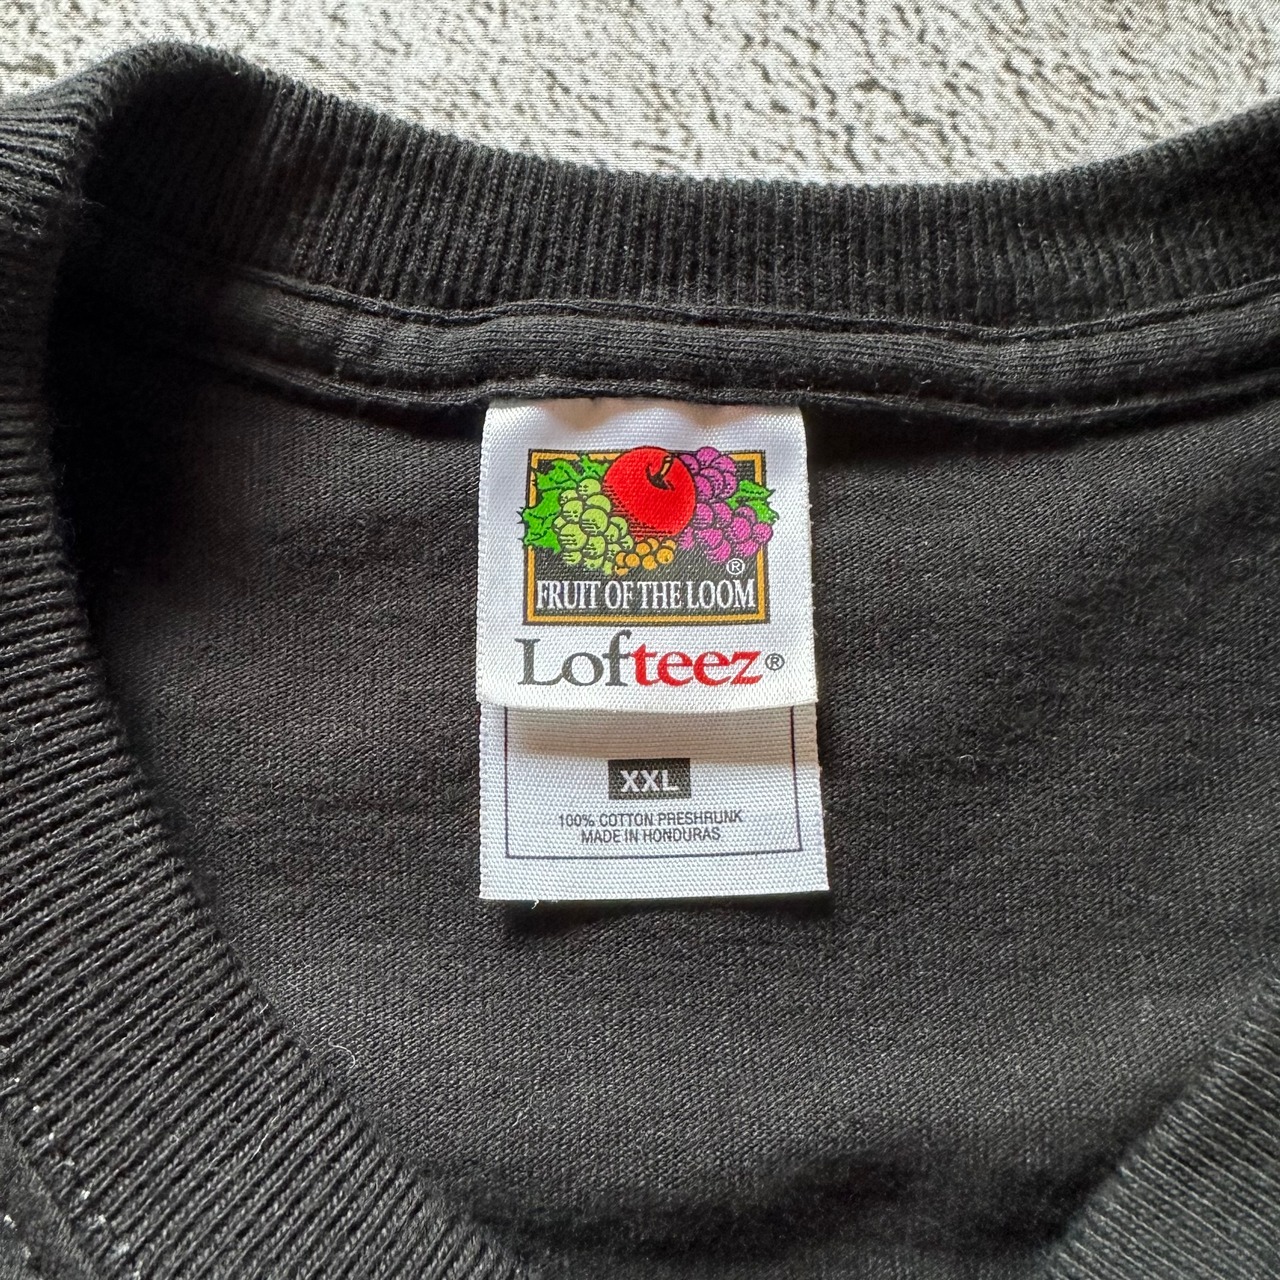 ®
FRUIT OF THE LOOM
Lofteez®
XXL
100% COTTON PRESHRUNK
MADE IN HONDURAS